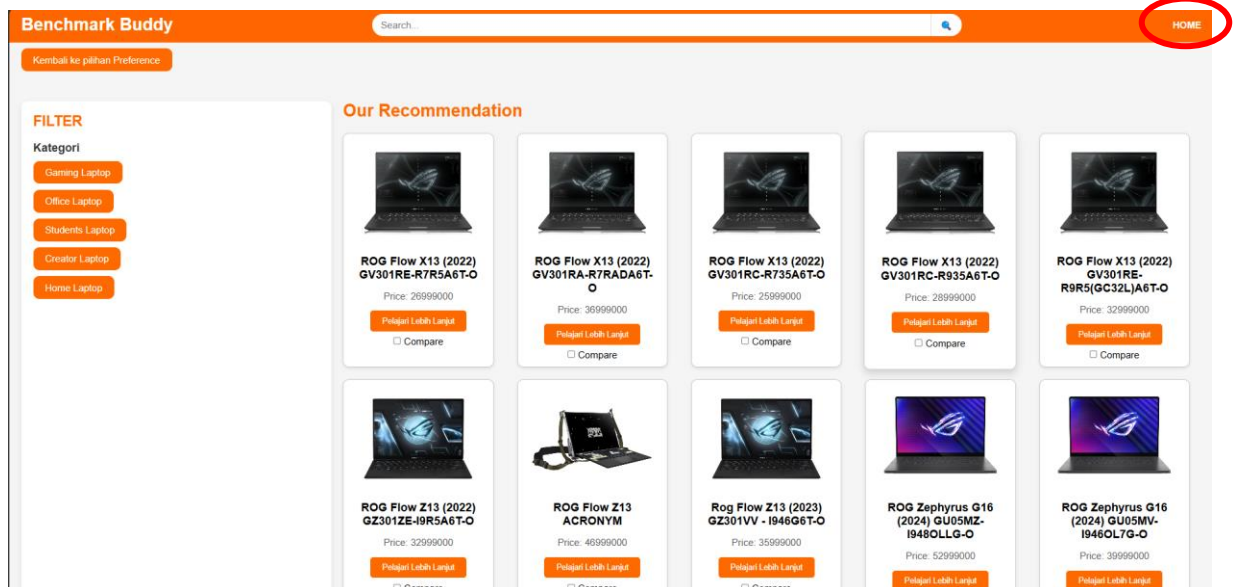 Benchmark Buddy
Search...
HOME
Kembali ke pilihan Preference
FILTER
Kategori
Gaming Laptop
Office Laptop
Students Laptop
Creator Laptop
Home Laptop
Our Recommendation
ROG Flow X13 (2022)
GV301RE-R7R5A6T-O
Price: 26999000
Pelajari Lebih Lanjut
Compare
ROG Flow X13 (2022)
GV301RA-R7RADA6T-
O
Price: 36999000
Pelajari Lebih Lanjut
Compare
ROG Flow X13 (2022)
GV301RC-R735A6T-O
Price: 25999000
Pelajari Lebih Lanjut
Compare
ROG Flow X13 (2022)
GV301RC-R935A6T-O
Price: 28999000
Pelajari Lebih Lanjut
Compare
ROG Flow X13 (2022)
GV301RE-
R9R5(GC32L)A6T-O
Price: 32999000
Pelajari Lebih Lanjut
Compare
ROG Flow Z13 (2022)
GZ301ZE-I9R5A6T-O
Price: 32999000
Pelajari Lebih Lanjut
Compare
ROG Flow Z13
ACRONYM
Price: 46999000
Pelajari Lebih Lanjut
Compare
Rog Flow Z13 (2023)
GZ301VV - I946G6T-O
Price: 35999000
Pelajari Lebih Lanjut
Compare
ROG Zephyrus G16
(2024) GU05MZ-
I948OLLG-O
Price: 52999000
Pelajari Lebih Lanjut
ROG Zephyrus G16
(2024) GU05MV-
I946OL7G-O
Price: 39999000
Pelajari Lebih Lanjut